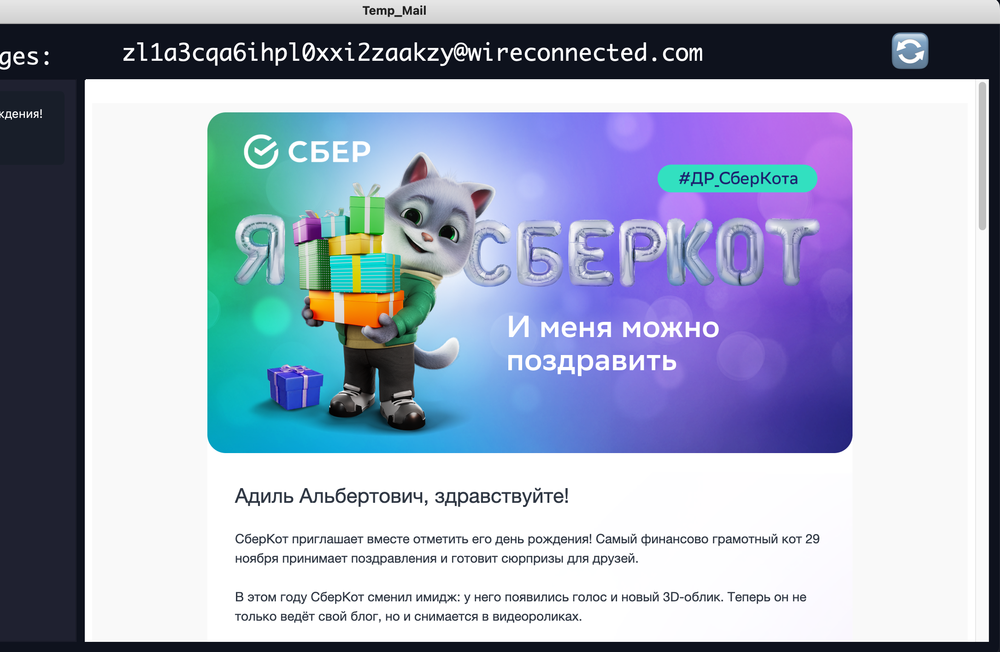 Temp_Mail
ges:
zl1a3cqa6ihpl0xxi2zaakzy@wireconnected.com
ждения!
СБЕР
#ДР_СберКота
Я СБЕРКОТ
И меня можно
поздравить
Адиль Альбертович, здравствуйте!
СберКот приглашает вместе отметить его день рождения! Самый финансово грамотный кот 29
ноября принимает поздравления и готовит сюрпризы для друзей.
В этом году СберКот сменил имидж: у него появились голос и новый 3D-облик. Теперь он не
только ведёт свой блог, но и снимается в видеороликах.